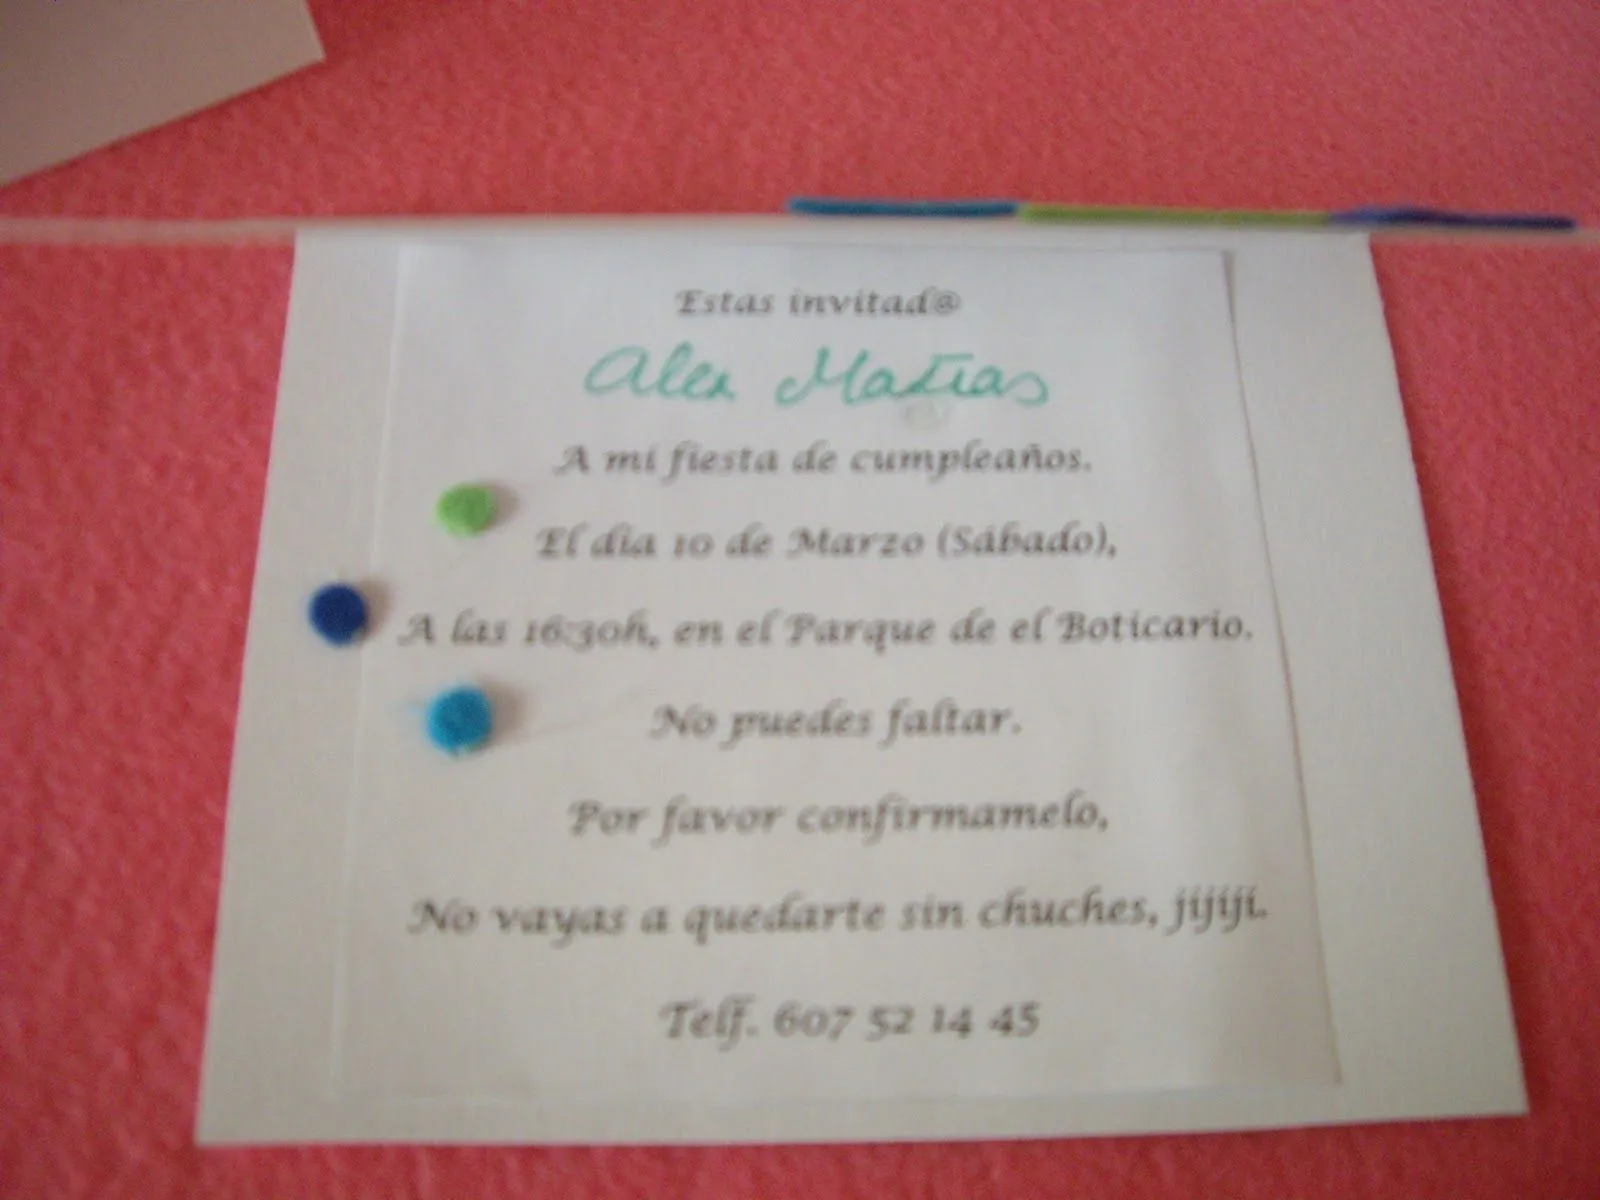 Estas invitad@
Alex Matias
A mi fiesta de cumpleaños.
El dia 10 de Marzo (Sábado),
A las 16:30h, en el Parque de el Boticario.
No puedes faltar.
Por favor confirmamelo,
No vayas a quedarte sin chuches, jijiji.
Telf. 607 52 14 45